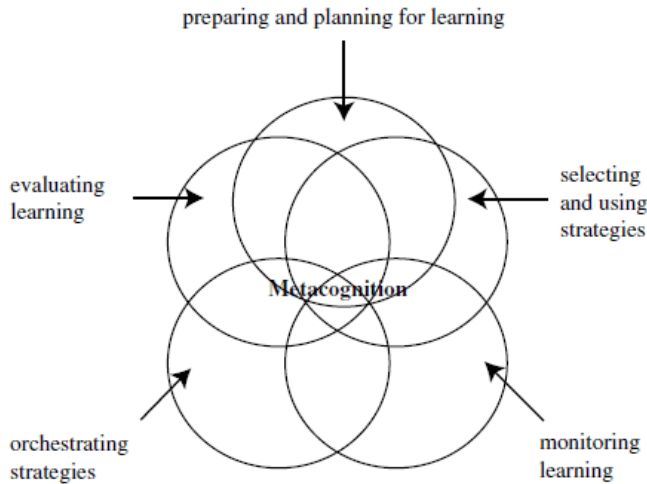 preparing and planning for learning
evaluating
learning
selecting
and using
strategies
Metacognition
orchestrating
strategies
monitoring
learning